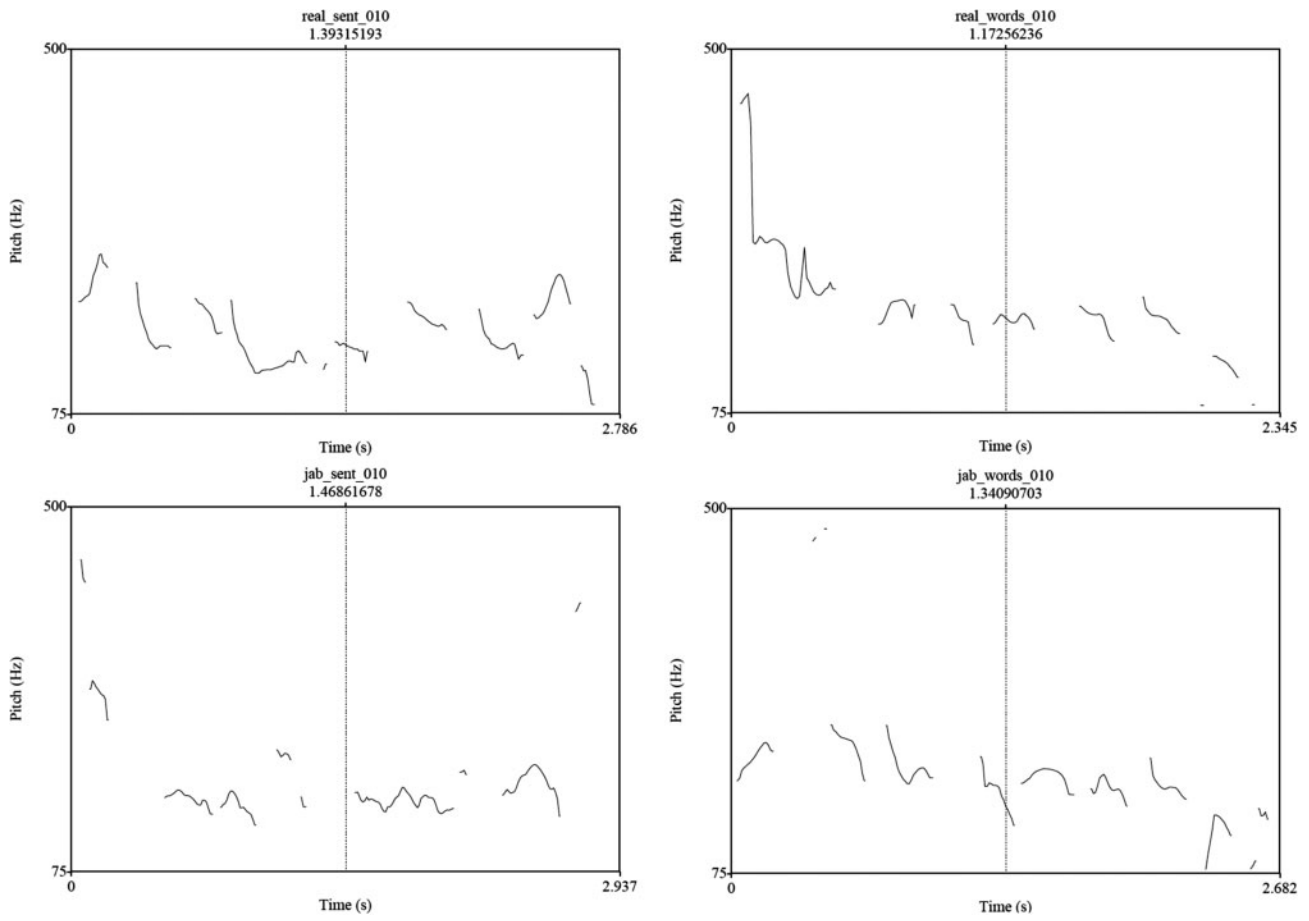 real_sent_010
1.39315193
500
Pitch (Hz)
75
0
2.786
Time (s)
real_words_010
1.17256236
500
Pitch (Hz)
75
0
2.345
Time (s)
jab_sent_010
1.46861678
500
Pitch (Hz)
75
0
2.937
Time (s)
jab_words_010
1.34090703
500
Pitch (Hz)
75
0
2.682
Time (s)